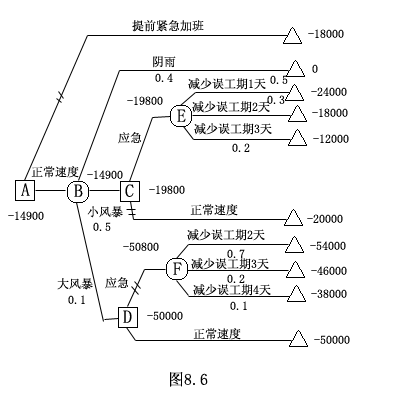 提前紧急加班
-18000
阴雨
0.4
0
减少误工期1天
0.5
-24000
-19800
E
减少误工期2天
0.3
-18000
应急
减少误工期3天
0.2
-12000
正常速度
A
B
-14900
C
-19800
-14900
小风暴
0.5
正常速度
-20000
-50800
减少误工期2天
0.7
-54000
F
减少误工期3天
0.2
-46000
大风暴
0.1
应急
减少误工期4天
0.1
-38000
D
-50000
正常速度
-50000
图8.6